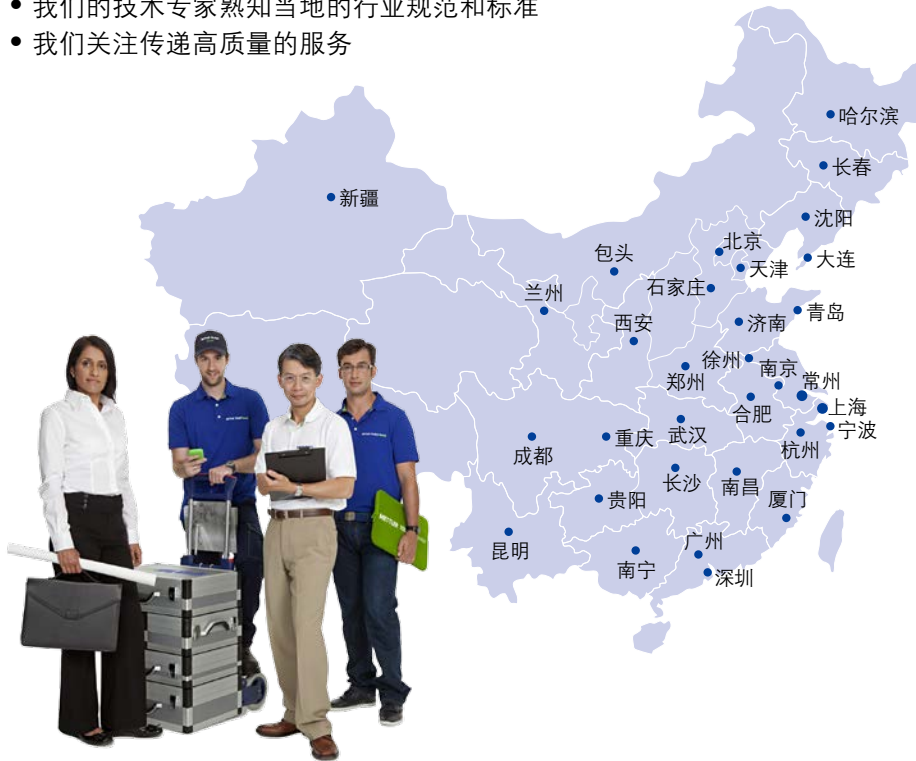 • 我们的技术专家熟知当地的行业规范和标准
• 我们关注传递高质量的服务
哈尔滨
长春
新疆
沈阳
北京
包头
天津
大连
石家庄
兰州
青岛
西安
济南
徐州
南京
郑州
常州
合肥
上海
宁波
重庆
武汉
杭州
成都
长沙
南昌
贵阳
厦门
昆明
广州
南宁
深圳
METTLER